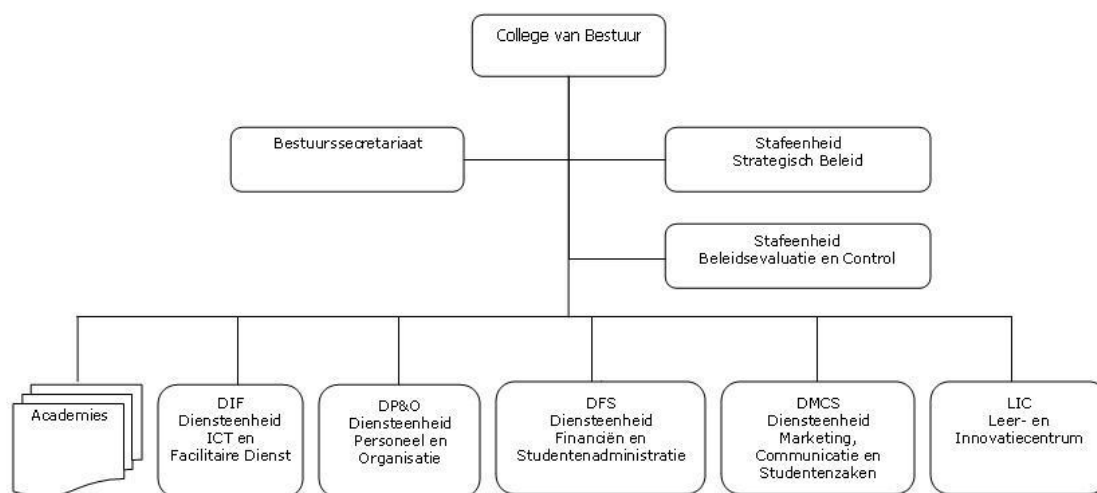 College van Bestuur
Bestuurssecretariaat
Stafeenheid
Strategisch Beleid
Stafeenheid
Beleidsevaluatie en Control
Academies
DIF
Diensteenheid
ICT en
Facilitaire Dienst
DP&O
Diensteenheid
Personeel en
Organisatie
DFS
Diensteenheid
Financiën en
Studentenadministratie
DMCS
Diensteenheid
Marketing,
Communicatie en
Studentenzaken
LIC
Leer- en
Innovatiecentrum